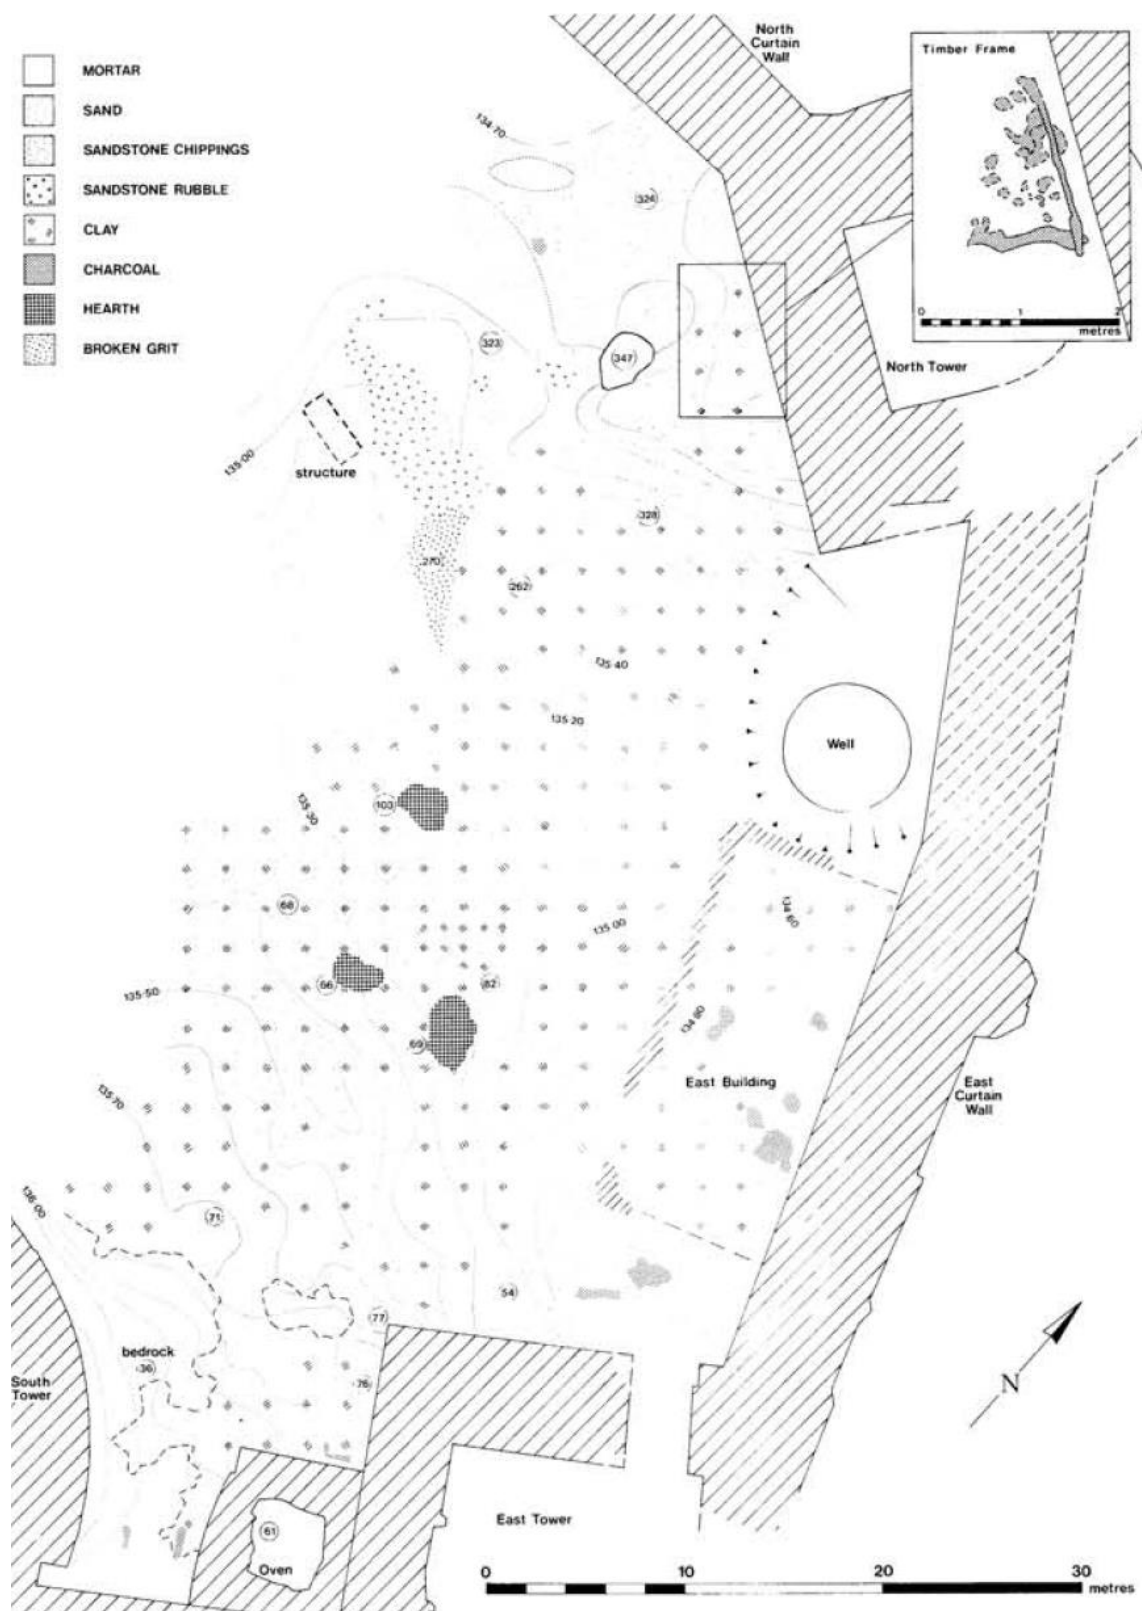 MORTAR
SAND
SANDSTONE CHIPPINGS
SANDSTONE RUBBLE
CLAY
CHARCOAL
HEARTH
BROKEN GRIT
North
Curtain
Wall
Timber Frame
0 1 2
metres
134·70
324
323
347
North Tower
135·00
structure
328
270
262
135·40
135·20
Well
103
135·30
68
135·00
134·60
66
82
135·50
134·80
69
East Building
East
Curtain
Wall
135·70
136·00
71
54
77
bedrock
36
76
South
Tower
N
61
Oven
East Tower
0 10 20 30
metres